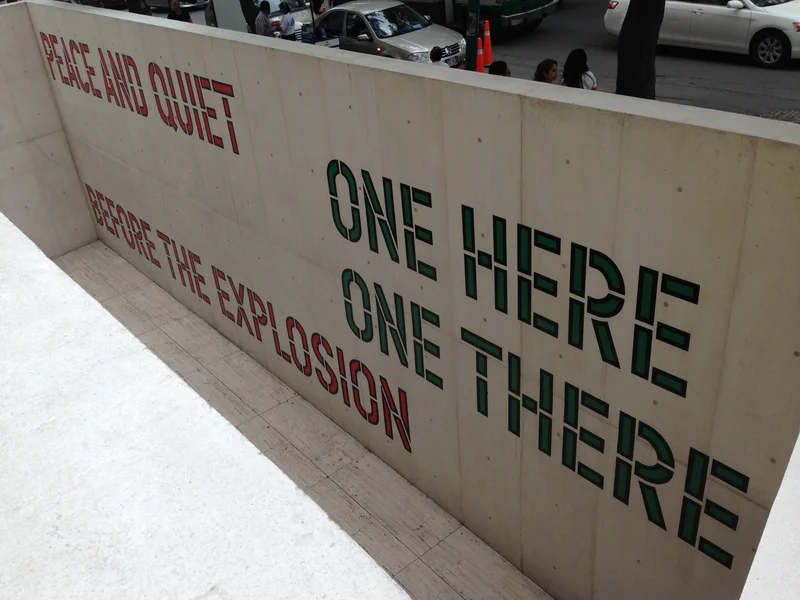 PEACE AND QUIET
BEFORE THE EXPLOSION
ONE HERE
ONE THERE